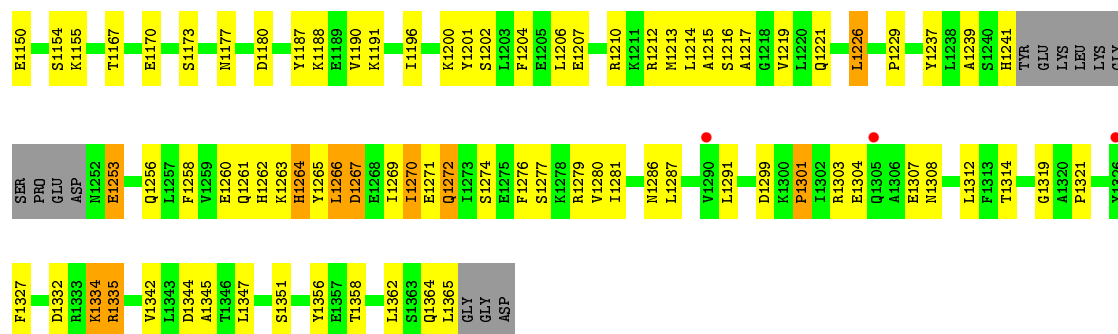 E1150 S1154 K1155 T1167 E1170 S1173 N1177 D1180 Y1187 K1188 E1189 V1190 K1191 I1196 K1200 Y1201 S1202 L1203 F1204 E1205 L1206 E1207 R1210 K1211 R1212 M1213 L1214 A1215 S1216 A1217 G1218 V1219 L1220 Q1221 L1226 P1229 Y1237 L1238 A1239 S1240 H1241 TYR GLU LYS LEU LYS GLY
SER PRO GLU ASP N1252 E1253 Q1256 L1257 F1258 V1259 E1260 Q1261 H1262 K1263 H1264 Y1265 L1266 D1267 E1268 I1269 I1270 E1271 Q1272 I1273 S1274 E1275 F1276 S1277 K1278 R1279 V1280 I1281 N1286 L1287 V1290 L1291 D1299 K1300 P1301 I1302 R1303 E1304 Q1305 A1306 E1307 N1308 L1312 F1313 T1314 G1319 A1320 P1321 Y1326
F1327 D1332 R1333 K1334 R1335 V1342 L1343 D1344 A1345 T1346 L1347 S1351 Y1356 E1357 T1358 L1362 S1363 Q1364 L1365 GLY GLY ASP